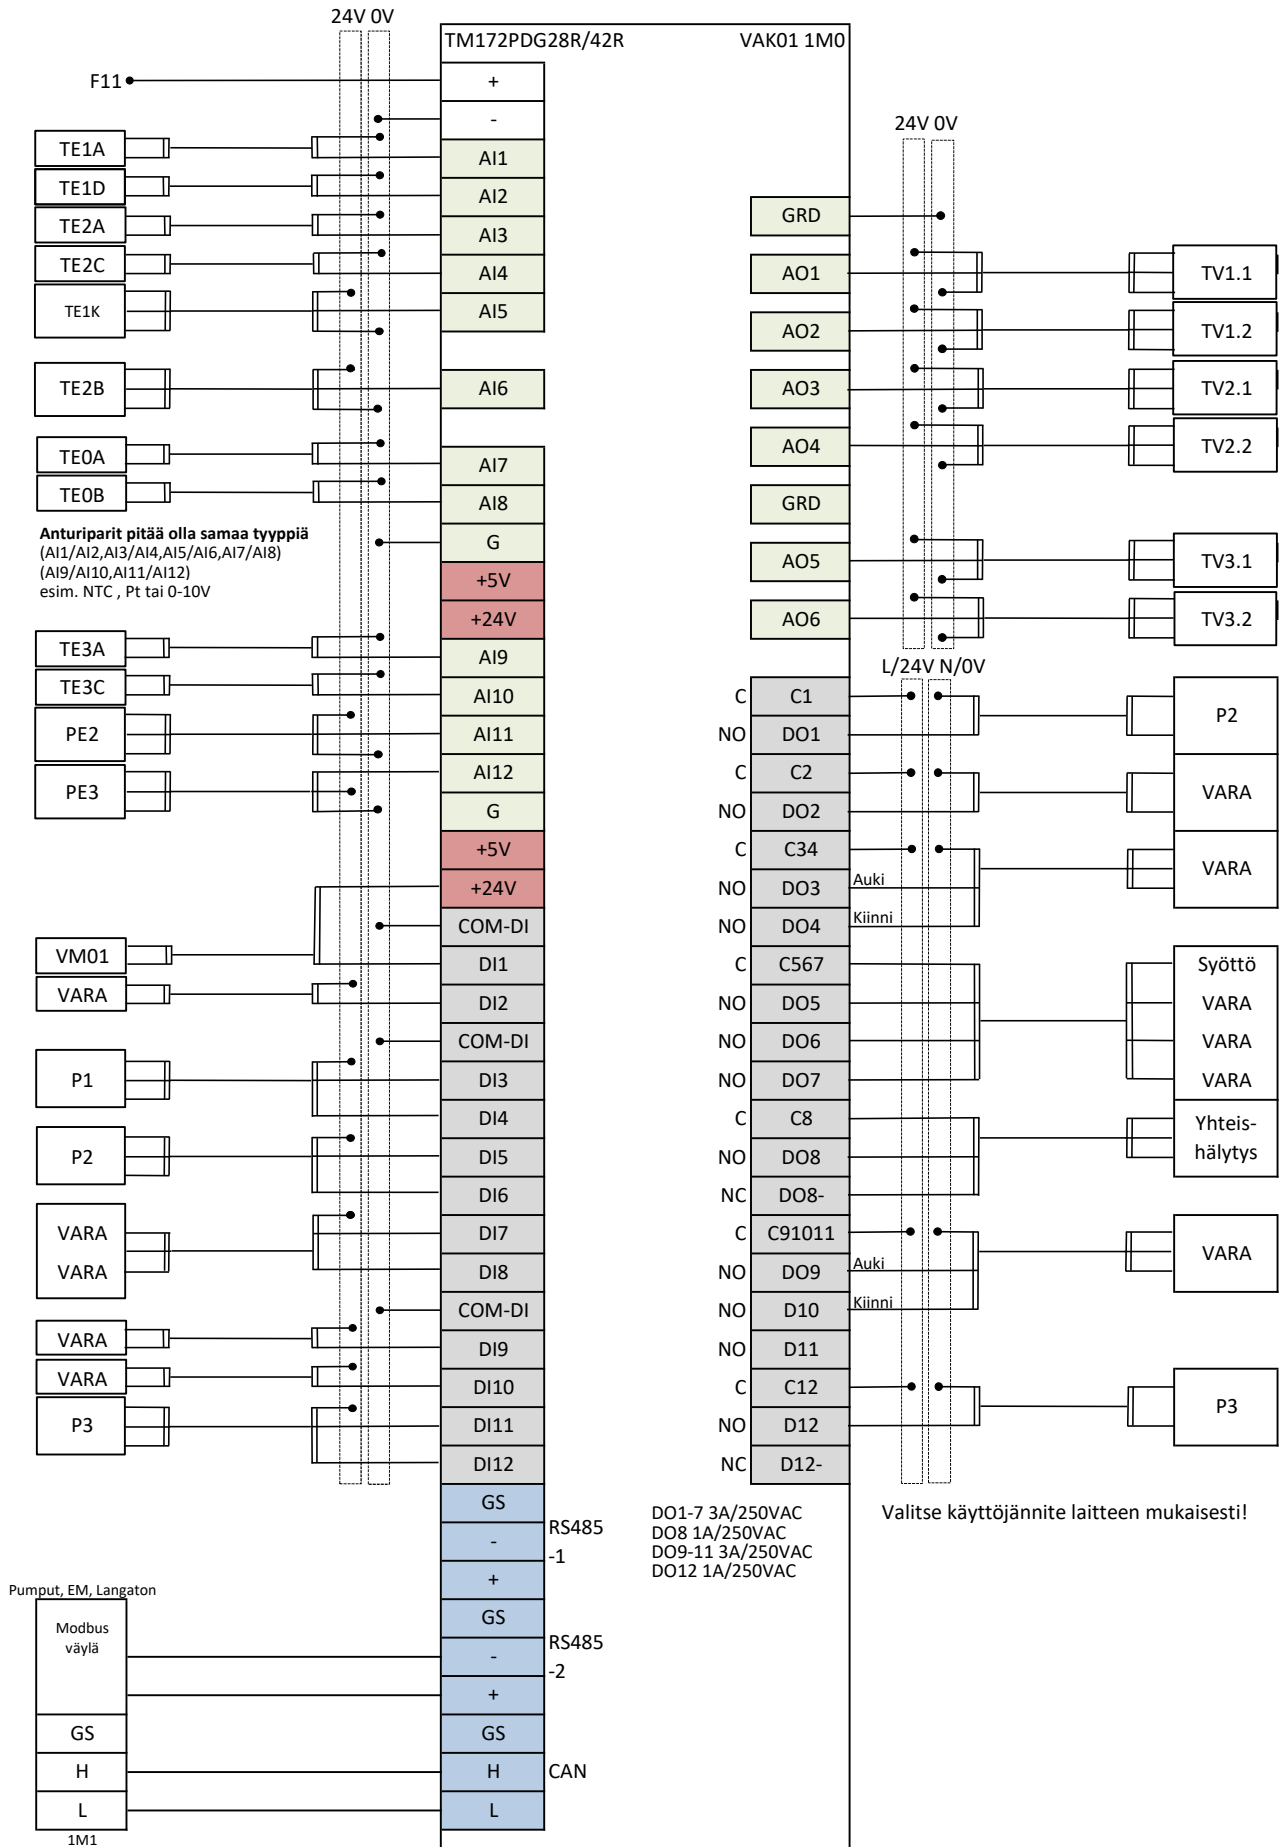 24V 0V
TM172PDG28R/42R
VAK01 1M0
F11
+
-
24V 0V
TE1A
AI1
TE1D
AI2
GRD
TE2A
AI3
TE2C
AI4
AO1
TV1.1
TE1K
AI5
AO2
TV1.2
TE2B
AI6
AO3
TV2.1
AO4
TV2.2
TE0A
AI7
TE0B
AI8
GRD
Anturiparit pitää olla samaa tyyppiä
(AI1/AI2,AI3/AI4,AI5/AI6,AI7/AI8)
(AI9/AI10,AI11/AI12)
esim. NTC , Pt tai 0-10V
G
AO5
TV3.1
+5V
+24V
AO6
TV3.2
TE3A
AI9
L/24V N/0V
TE3C
AI10
C
C1
P2
PE2
AI11
NO
DO1
AI12
C
C2
PE3
VARA
G
NO
DO2
+5V
C
C34
VARA
+24V
NO
DO3
Auki
COM-DI
NO
DO4
Kiinni
VM01
DI1
C
C567
Syöttö
VARA
DI2
NO
DO5
VARA
COM-DI
NO
DO6
VARA
P1
DI3
NO
DO7
VARA
DI4
C
C8
Yhteis-
hälytys
P2
DI5
NO
DO8
DI6
NC
DO8-
VARA
DI7
C
C91011
VARA
VARA
DI8
NO
DO9
Auki
COM-DI
NO
D10
Kiinni
VARA
DI9
NO
D11
VARA
DI10
C
C12
P3
P3
DI11
NO
D12
DI12
NC
D12-
GS
DO1-7 3A/250VAC
DO8 1A/250VAC
DO9-11 3A/250VAC
DO12 1A/250VAC
Valitse käyttöjännite laitteen mukaisesti!
-
RS485
-1
+
Pumput, EM, Langaton
GS
Modbus
väylä
-
RS485
-2
+
GS
GS
H
H
CAN
L
L
1M1